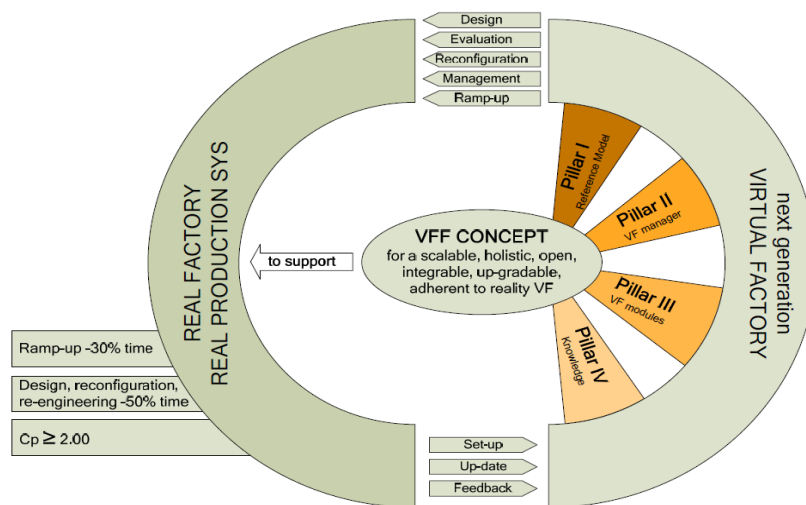 Design
Evaluation
Reconfiguration
Management
Ramp-up
REAL FACTORY
REAL PRODUCTION SYS
to support
VFF CONCEPT
for a scalable, holistic, open,
integrable, up-gradable,
adherent to reality VF
Pillar I
Reference Model
Pillar II
VF manager
Pillar III
VF modules
Pillar IV
Knowledge
next generation
VIRTUAL FACTORY
Ramp-up -30% time
Design, reconfiguration,
re-engineering -50% time
Cp ≥ 2.00
Set-up
Up-date
Feedback